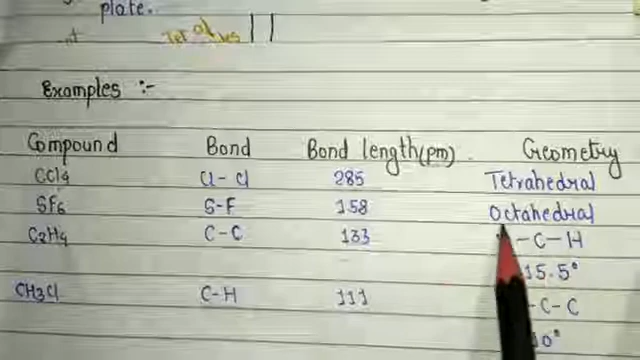 plate.
Examples :-
Compound Bond Bond length(pm) Geometry
CCl4 Cl-Cl 285 Tetrahedral
SF6 S-F 158 Octahedral
C2H4 C-C 133 -C-H
15.5°
CH3Cl C-H 111 -C-C
10°